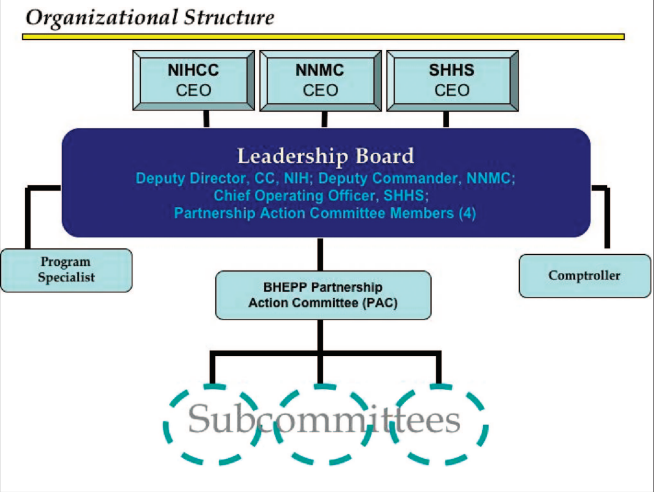 Organizational Structure
NIHCC
CEO
NNMC
CEO
SHHS
CEO
Leadership Board
Deputy Director, CC, NIH; Deputy Commander, NNMC;
Chief Operating Officer, SHHS;
Partnership Action Committee Members (4)
Program
Specialist
BHEPP Partnership
Action Committee (PAC)
Comptroller
Subcommittees